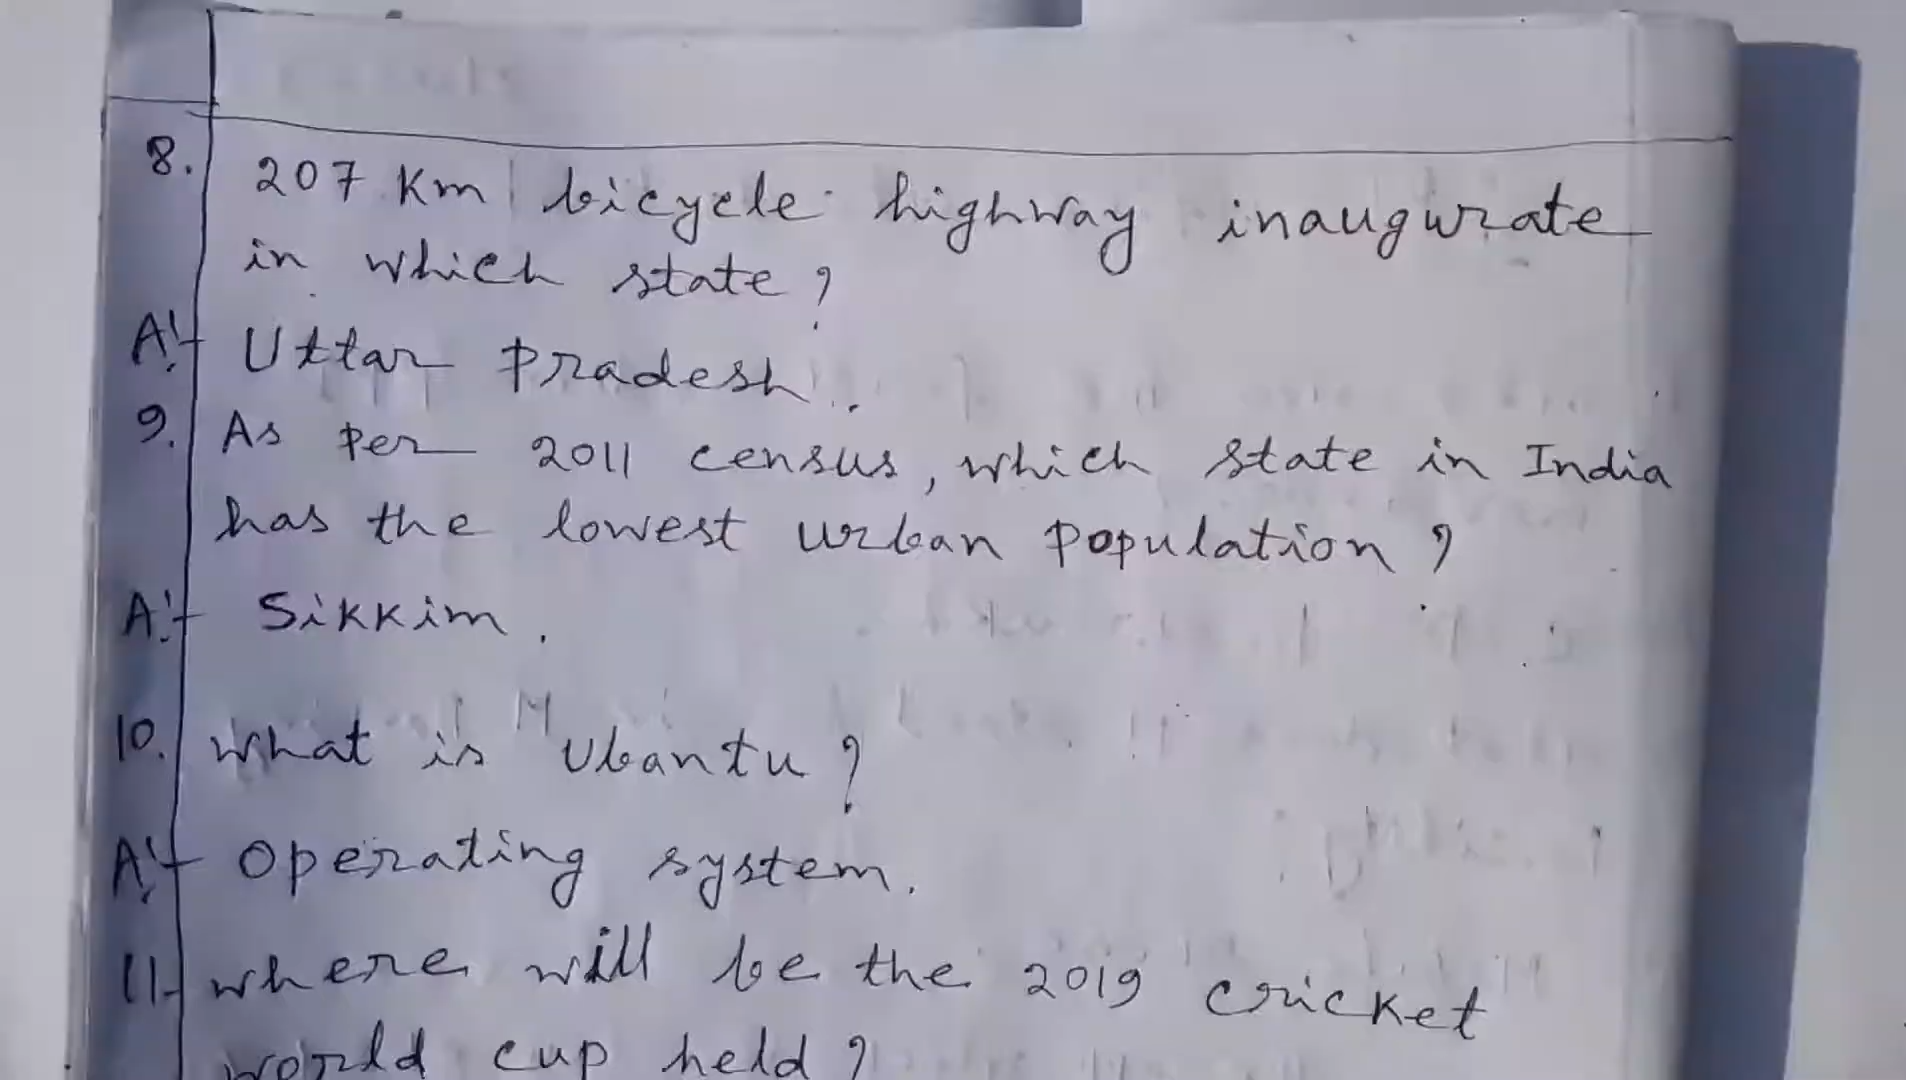 8. 207 Km bicycle highway inaugurate
in which state?
A:- Uttar Pradesh.
9. As per 2011 census, which state in India
has the lowest urban population?
A:- Sikkim.
10. What is Ubantu?
A:- Operating system.
11. Where will be the 2019 cricket
world cup held?